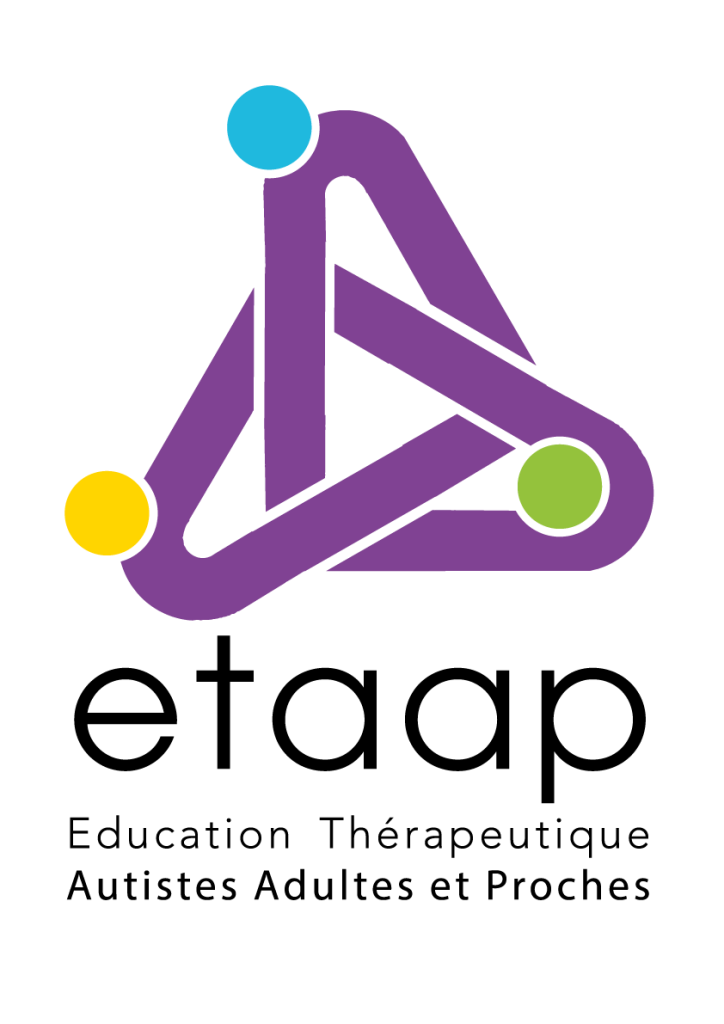 etaap
Education Thérapeutique
Autistes Adultes et Proches